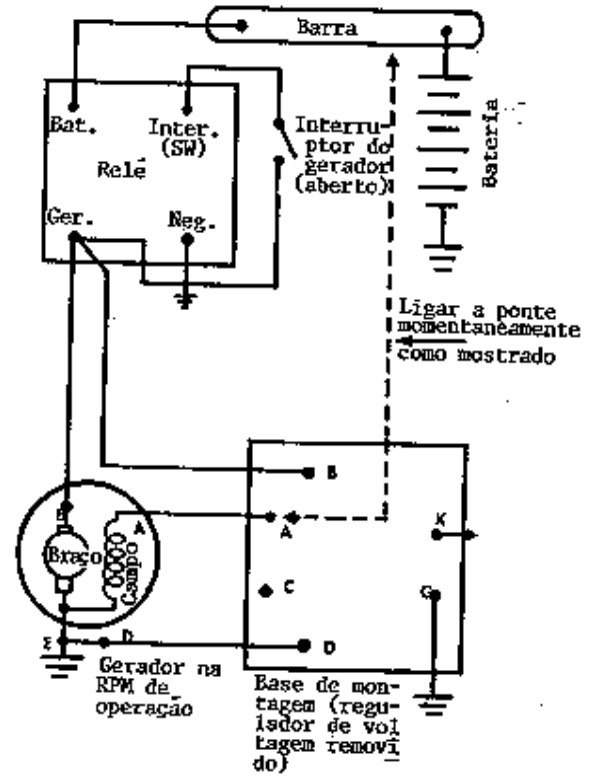 Barra
Bat.
Inter.
(SW)
Relé
Ger.
Neg.
Interru-
ptor do
gerador
(aberto)
Bateria
Ligar a ponte
momentaneamente
como mostrado
B
A
Braço
Campo
E
D
Gerador na
RPM de
operação
B
A
C
D
K
G
Base de mon-
tagem (regu-
lador de vol
tagem removi
do)